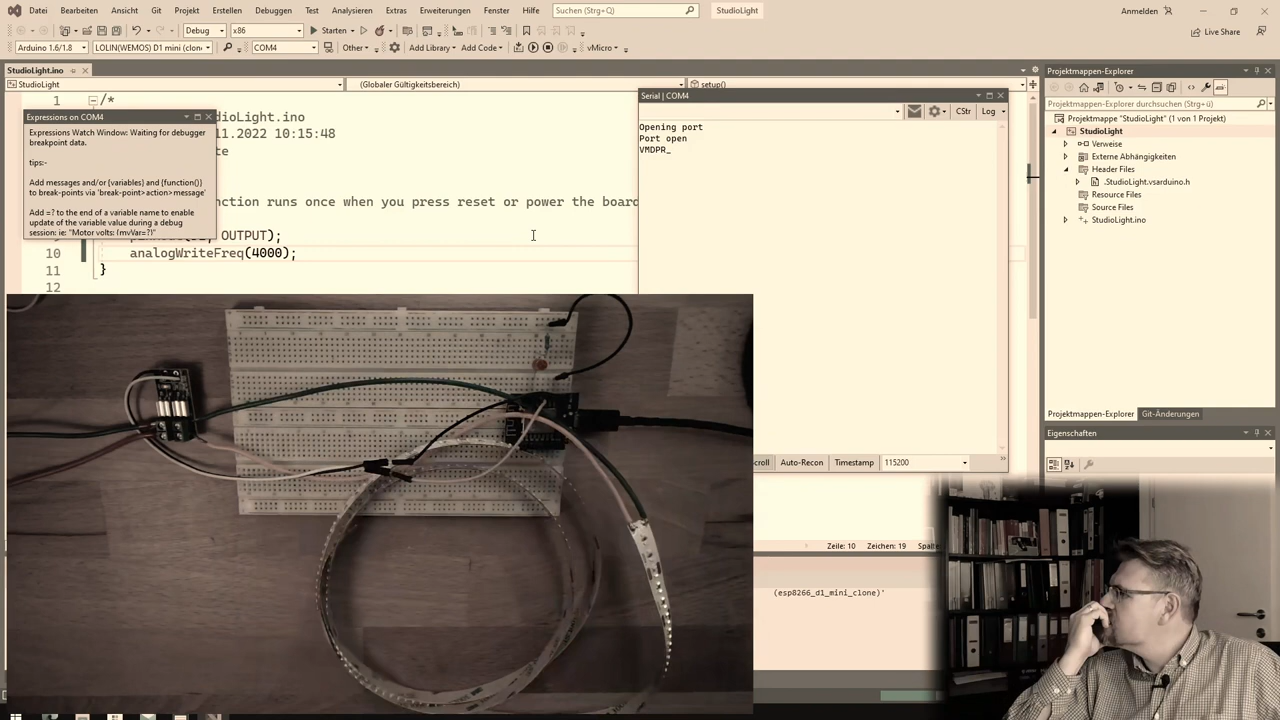 Datei Bearbeiten Ansicht Git Projekt Erstellen Debuggen Test Analysieren Extras Erweiterungen Fenster Hilfe Suchen (Strg+Q) StudioLight Anmelden
Debug x86 Starten Live Share
Arduino 1.6/1.8 LOLIN(WEMOS) D1 mini (clone COM4 Other Add Library Add Code vMicro
StudioLight.ino
StudioLight (Globaler Gültigkeitsbereich) setup()
1 /*
dioLight.ino
11.2022 10:15:48
te
nction runs once when you press reset or power the board
OUTPUT);
10 analogWriteFreq(4000);
11 }
12
Expressions on COM4
Expressions Watch Window: Waiting for debugger
breakpoint data.
tips:-
Add messages and/or {variables} and {function()}
to break-points via 'break-point>action>message'
Add =? to the end of a variable name to enable
update of the variable value during a debug
session: ie: "Motor volts: {mvVar=?}"
Serial | COM4
CStr Log
Opening port
Port open
VMDPR_
croll Auto-Recon Timestamp 115200
Zeile: 10 Zeichen: 19 Spalte
(esp8266_d1_mini_clone)'
Projektmappen-Explorer
Projektmappen-Explorer durchsuchen (Strg+ü)
Projektmappe "StudioLight" (1 von 1 Projekt)
StudioLight
Verweise
Externe Abhängigkeiten
Header Files
.StudioLight.vsarduino.h
Resource Files
Source Files
StudioLight.ino
Projektmappen-Explorer Git-Änderungen
Eigenschaften